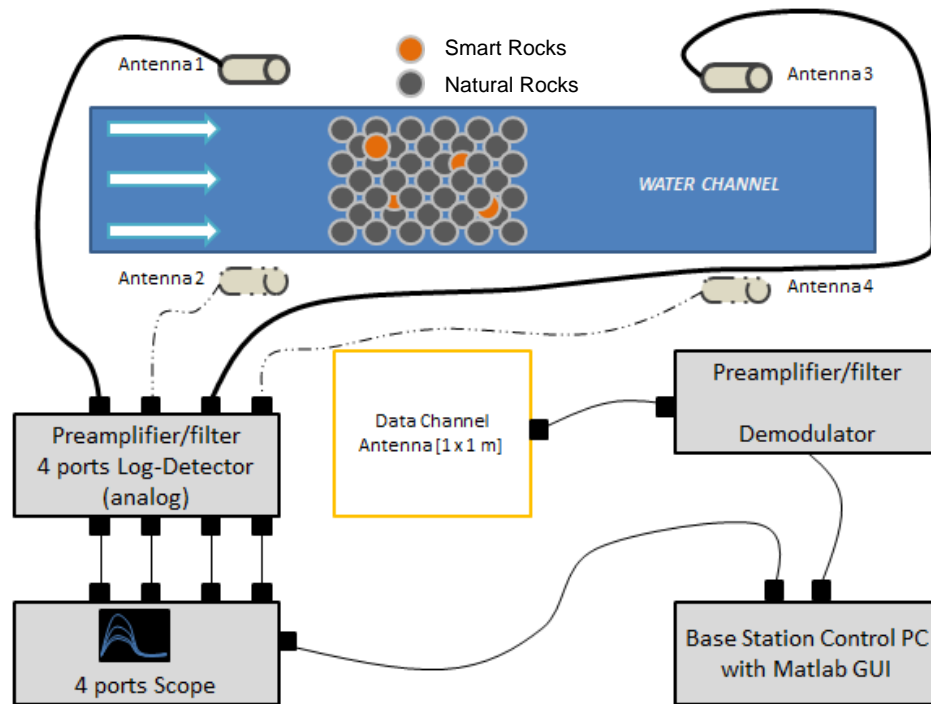 Smart Rocks
Natural Rocks
Antenna 1
Antenna 3
WATER CHANNEL
Antenna 2
Antenna 4
Preamplifier/filter
4 ports Log-Detector
(analog)
Data Channel
Antenna [1 x 1 m]
Preamplifier/filter
Demodulator
4 ports Scope
Base Station Control PC
with Matlab GUI